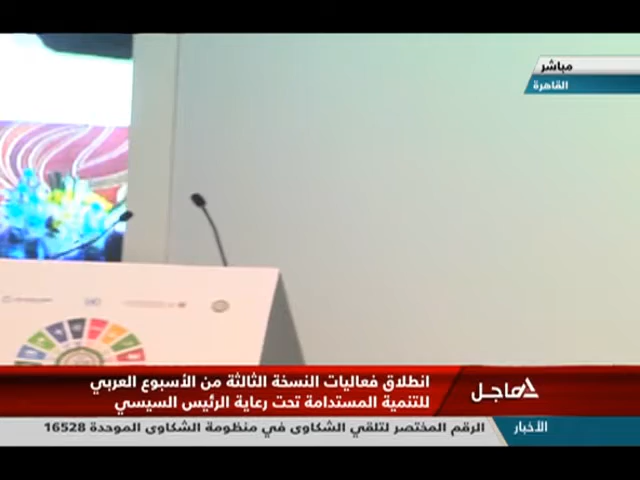 مباشر
القاهرة
عاجل
انطلاق فعاليات النسخة الثالثة من الأسبوع العربي
للتنمية المستدامة تحت رعاية الرئيس السيسي
الأخبار
الرقم المختصر لتلقي الشكاوى في منظومة الشكاوى الموحدة 16528